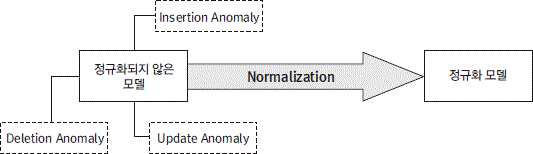 Insertion Anomaly
정규화되지 않은
모델
Normalization
정규화 모델
Deletion Anomaly
Update Anomaly